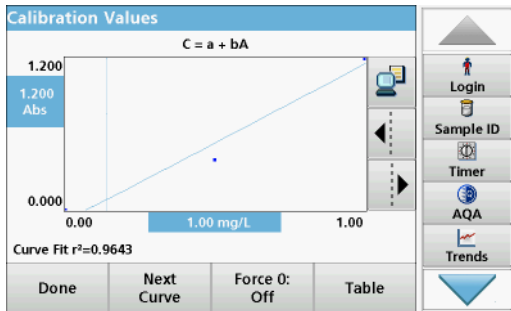 Calibration Values
C = a + bA
1.200
1.200
Abs
0.000
0.00
1.00 mg/L
1.00
Curve Fit r²=0.9643
Done
Next
Curve
Force 0:
Off
Table
Login
Sample ID
Timer
AQA
Trends